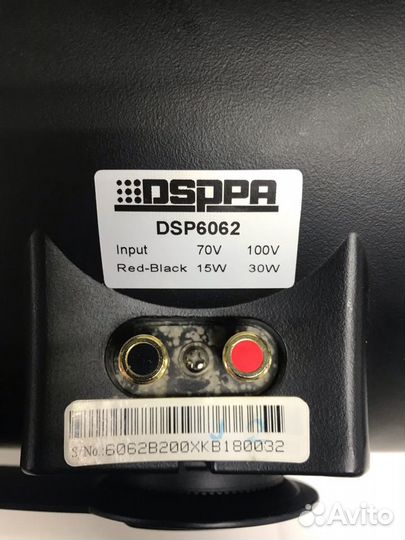 DSPPA
DSP6062
Input 70V 100V
Red-Black 15W 30W
S/No.:6062B200XKB180032
Avito